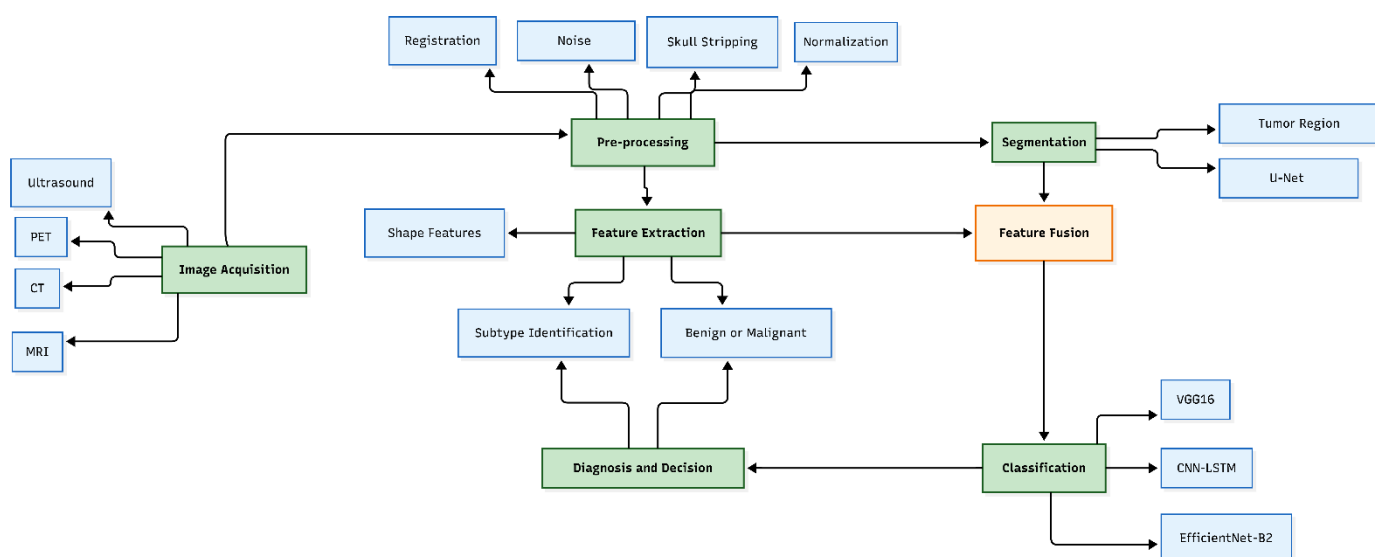 Registration
Noise
Skull Stripping
Normalization
Pre-processing
Segmentation
Tumor Region
U-Net
Ultrasound
PET
CT
MRI
Image Acquisition
Shape Features
Feature Extraction
Feature Fusion
Subtype Identification
Benign or Malignant
Diagnosis and Decision
Classification
VGG16
CNN-LSTM
EfficientNet-B2